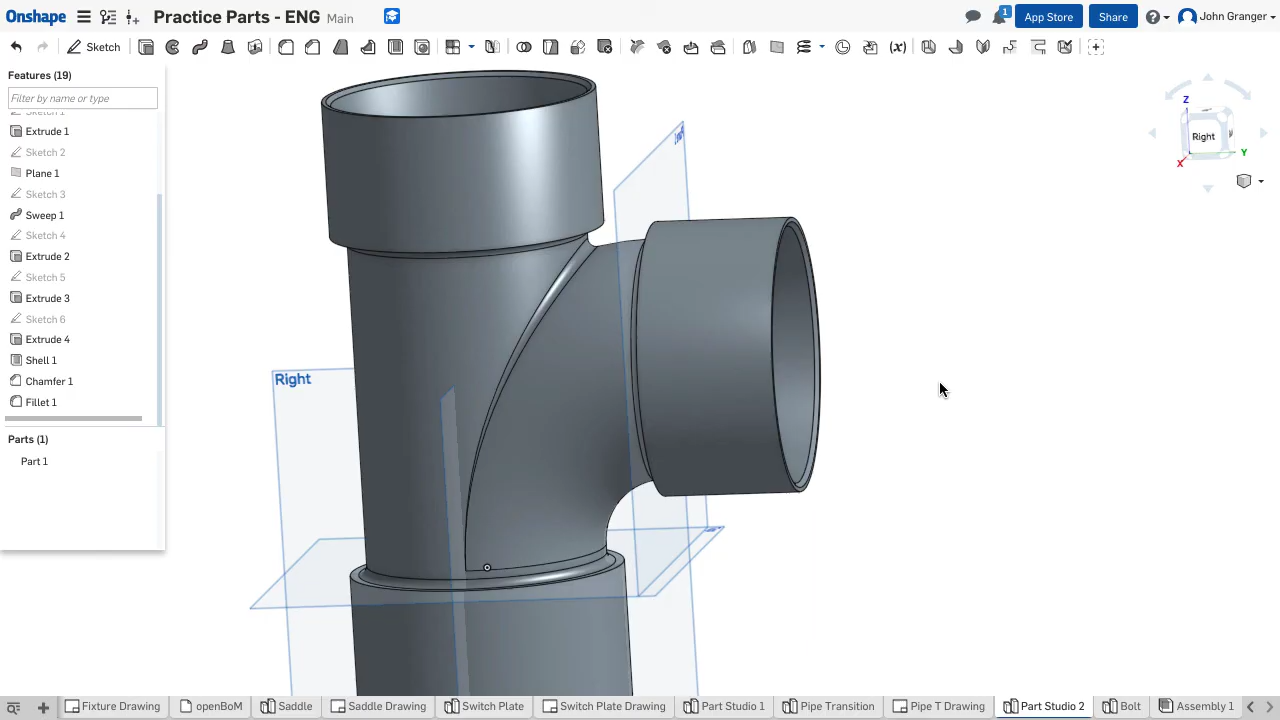 Onshape
Practice Parts - ENG Main
1
App Store
Share
John Granger
Sketch
(x)
Features (19)
Filter by name or type
Sketch 1
Extrude 1
Sketch 2
Plane 1
Sketch 3
Sweep 1
Sketch 4
Extrude 2
Sketch 5
Extrude 3
Sketch 6
Extrude 4
Shell 1
Chamfer 1
Fillet 1
Parts (1)
Part 1
Right
Z
Right
Y
X
Fixture Drawing
openBoM
Saddle
Saddle Drawing
Switch Plate
Switch Plate Drawing
Part Studio 1
Pipe Transition
Pipe T Drawing
Part Studio 2
Bolt
Assembly 1